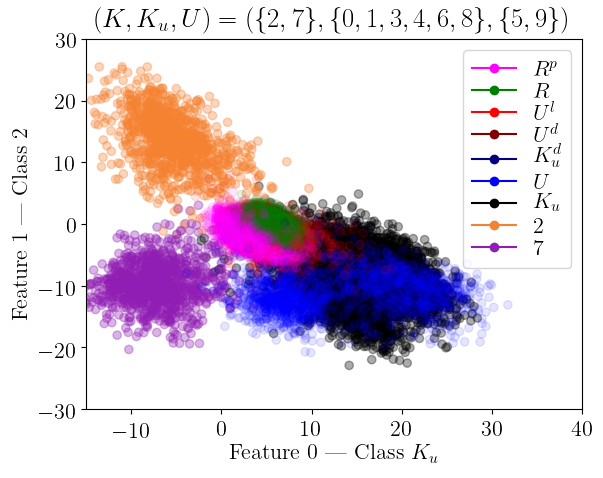 (K, K_u, U) = ({2, 7}, {0, 1, 3, 4, 6, 8}, {5, 9})
30
20
10
0
−10
−20
−30
Feature 1 — Class 2
R^p
R
U^l
U^d
K_u^d
U
K_u
2
7
−10
0
10
20
30
40
Feature 0 — Class K_u